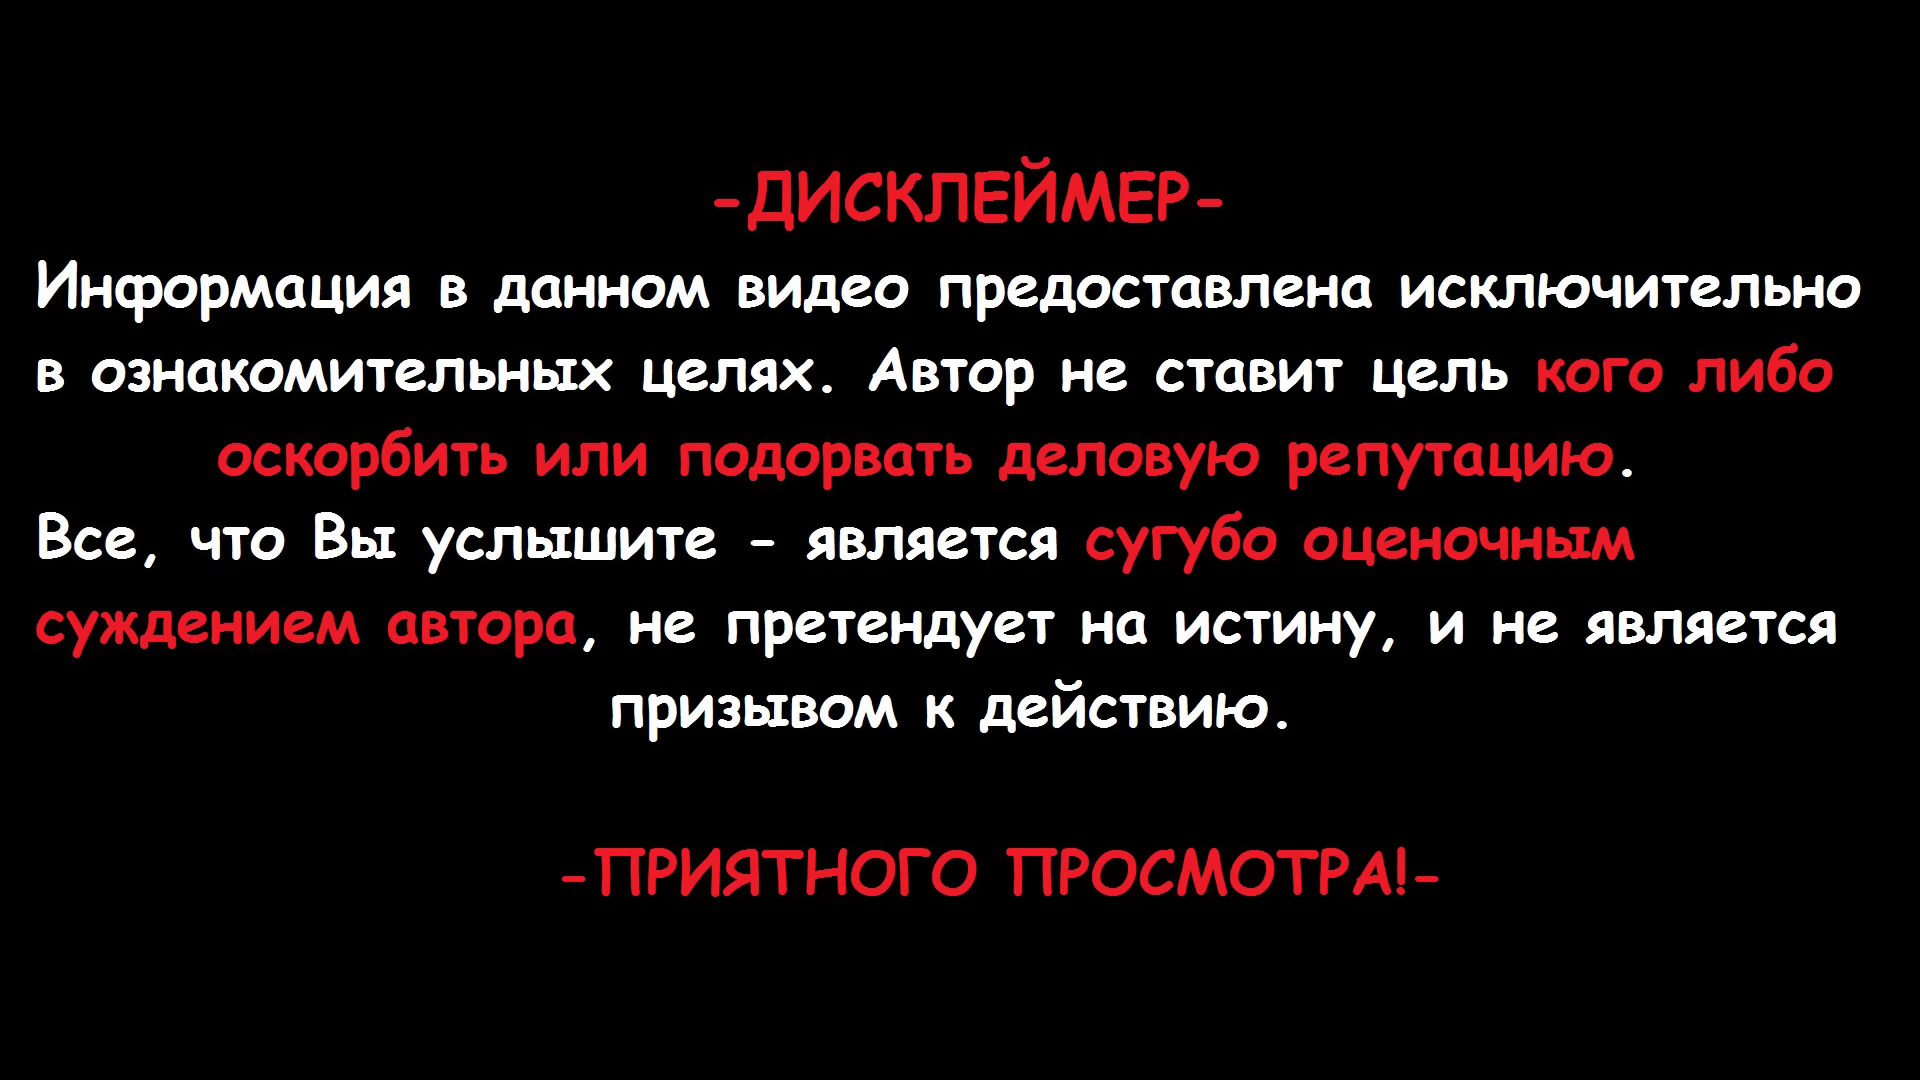 -ДИСКЛЕЙМЕР-
Информация в данном видео предоставлена исключительно
в ознакомительных целях. Автор не ставит цель кого либо
оскорбить или подорвать деловую репутацию.
Все, что Вы услышите - является сугубо оценочным
суждением автора, не претендует на истину, и не является
призывом к действию.
-ПРИЯТНОГО ПРОСМОТРА!-